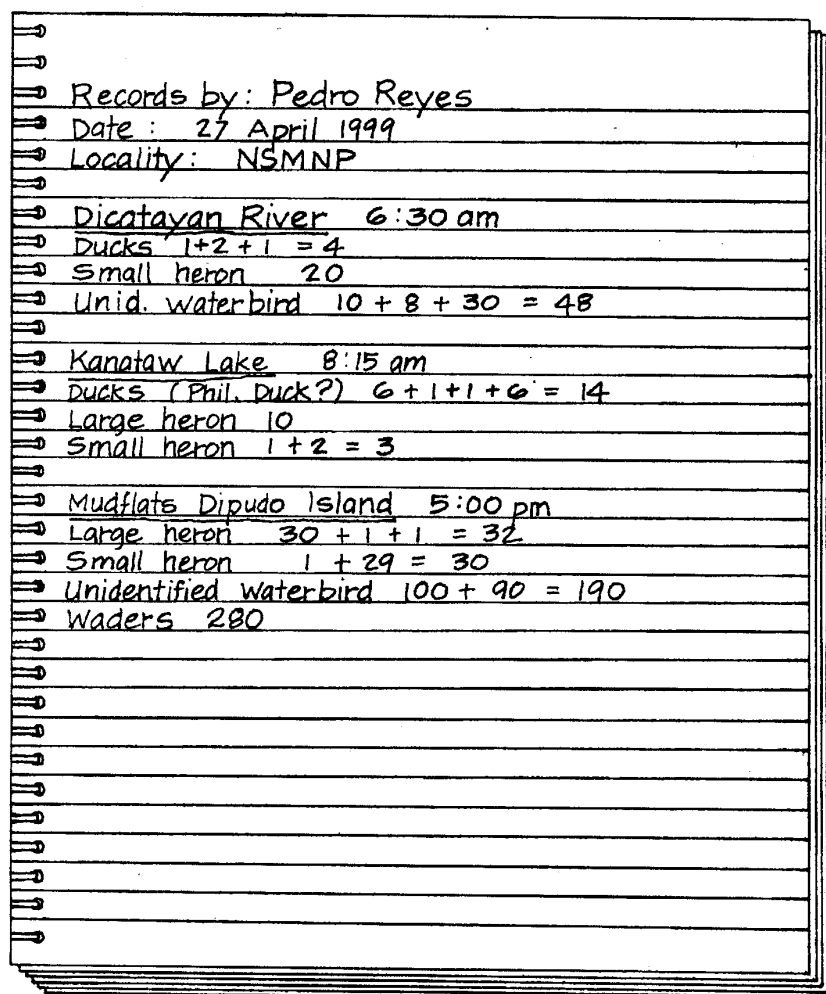 Records by: Pedro Reyes
Date: 27 April 1999
Locality: NSMNP
Dicatayan River 6:30 am
Ducks 1+2+1 = 4
Small heron 20
Unid. waterbird 10 + 8 + 30 = 48
Kanataw Lake 8:15 am
Ducks (Phil. Duck?) 6 + 1 + 1 + 6 = 14
Large heron 10
Small heron 1 + 2 = 3
Mudflats Dipudo Island 5:00 pm
Large heron 30 + 1 + 1 = 32
Small heron 1 + 29 = 30
Unidentified Waterbird 100 + 90 = 190
Waders 280